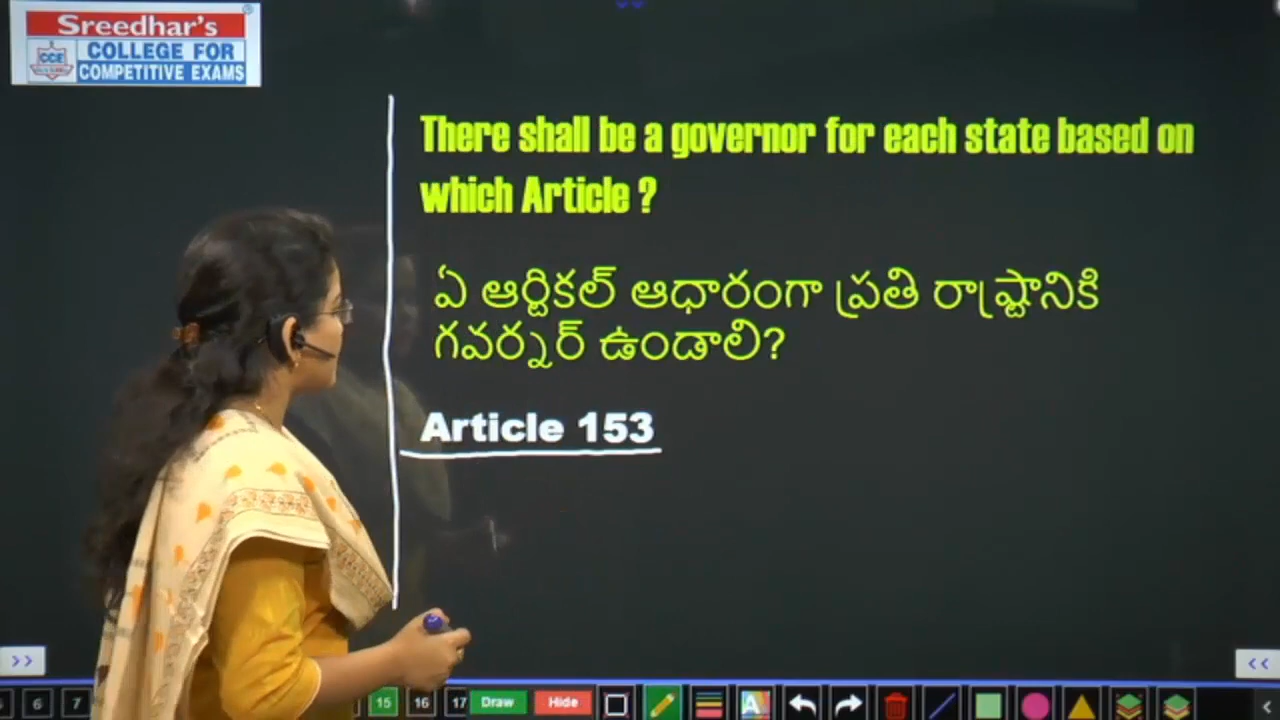 Sreedhar's
CCE
COLLEGE FOR
COMPETITIVE EXAMS
There shall be a governor for each state based on
which Article ?
ఏ ఆర్టికల్ ఆధారంగా ప్రతి రాష్ట్రానికి
గవర్నర్ ఉండాలి?
Article 153
>>
<<
6 7 15 16 17 Draw Hide